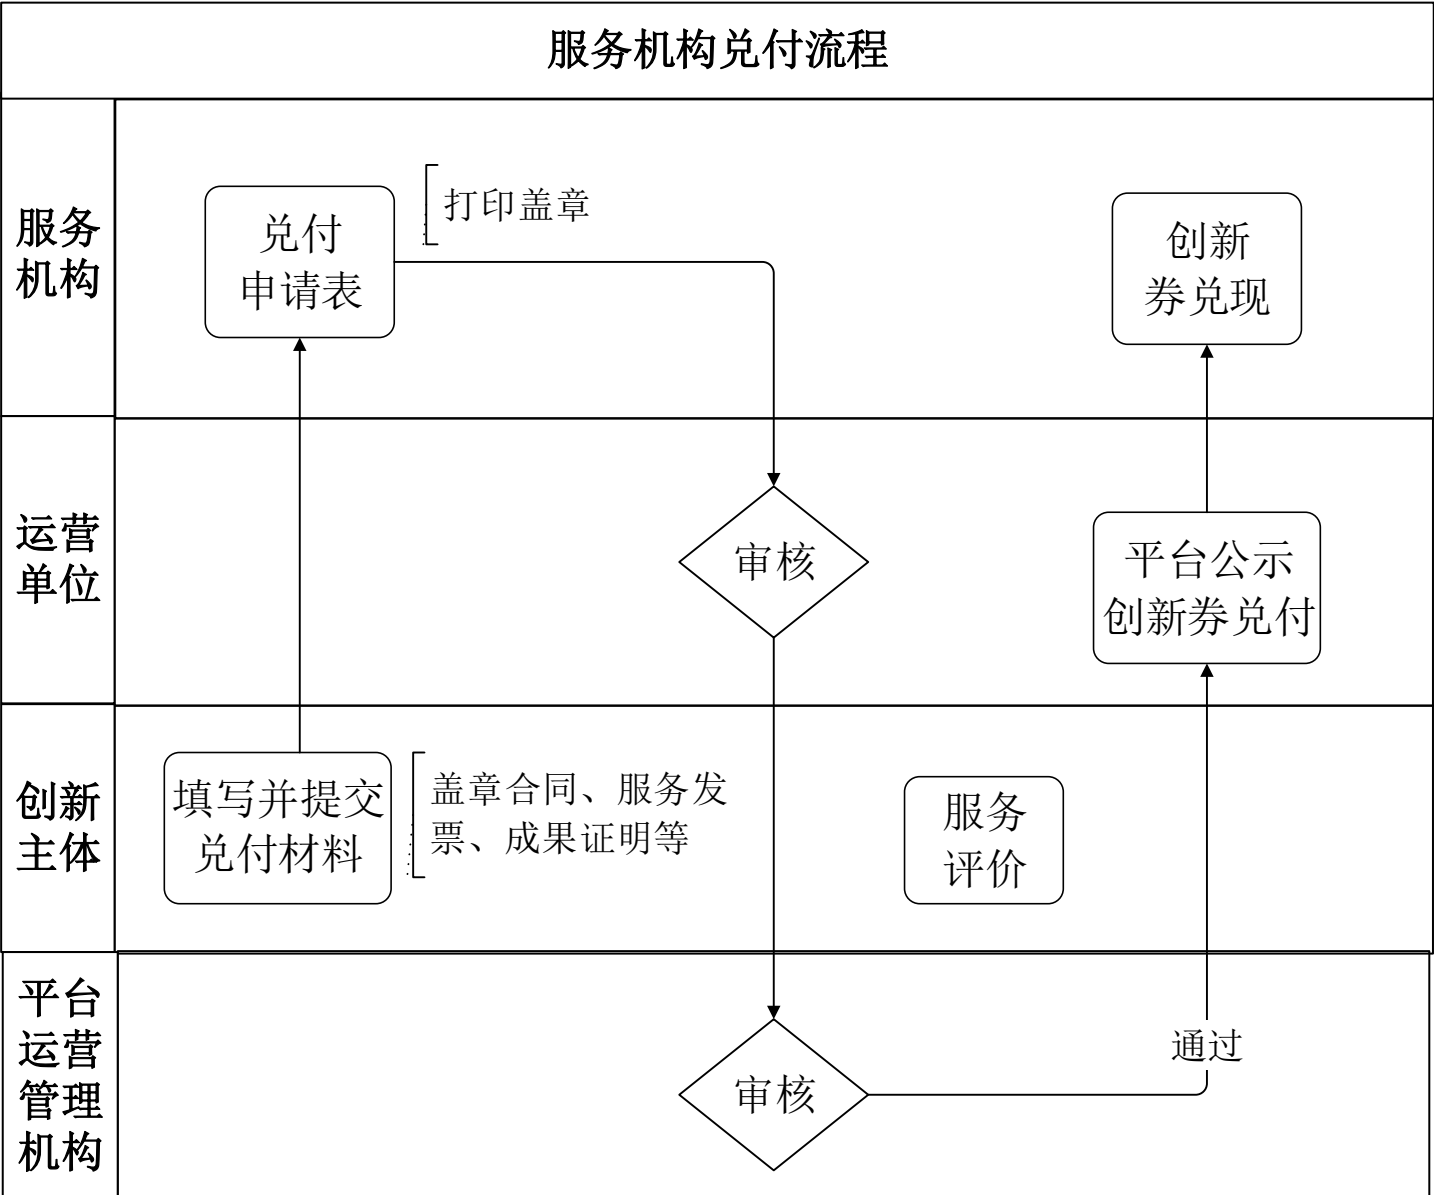 服务机构兑付流程
服务
机构
兑付
申请表
打印盖章
创新
券兑现
运营
单位
审核
平台公示
创新券兑付
创新
主体
填写并提交
兑付材料
盖章合同、服务发
票、成果证明等
服务
评价
平台
运营
管理
机构
审核
通过